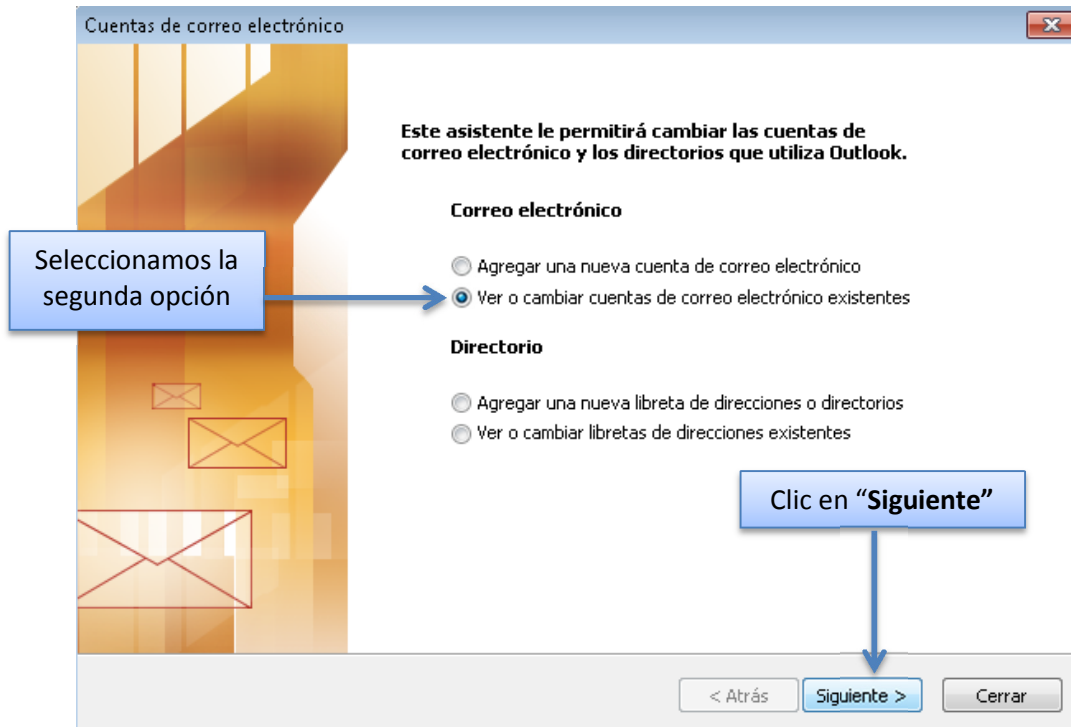 Cuentas de correo electrónico
Este asistente le permitirá cambiar las cuentas de
correo electrónico y los directorios que utiliza Outlook.
Correo electrónico
Seleccionamos la
segunda opción
Agregar una nueva cuenta de correo electrónico
Ver o cambiar cuentas de correo electrónico existentes
Directorio
Agregar una nueva libreta de direcciones o directorios
Ver o cambiar libretas de direcciones existentes
Clic en “Siguiente”
< Atrás
Siguiente >
Cerrar